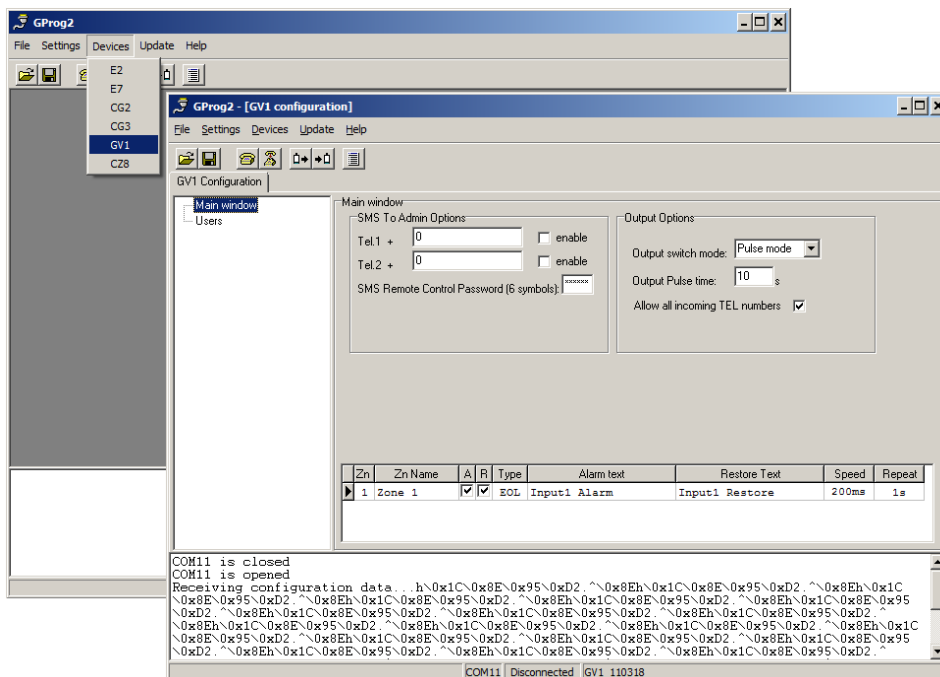 GProg2
File Settings Devices Update Help
E2
E7
CG2
CG3
GV1
CZ8
GProg2 - [GV1 configuration]
File Settings Devices Update Help
GV1 Configuration
Main window
Users
Main window
SMS To Admin Options
Tel.1 + 0 enable
Tel.2 + 0 enable
SMS Remote Control Password (6 symbols): xxxxxx
Output Options
Output switch mode: Pulse mode
Output Pulse time: 10 s
Allow all incoming TEL numbers
Zn Zn Name A R Type Alarm text Restore Text Speed Repeat
1 Zone 1 EOL Input1 Alarm Input1 Restore 200ms 1s
COM11 is closed
COM11 is opened
Receiving configuration data...h\0x1C\0x8E\0x95\0xD2.^\0x8Eh\0x1C\0x8E\0x95\0xD2.^\0x8Eh\0x1C
\0x8E\0x95\0xD2.^\0x8Eh\0x1C\0x8E\0x95\0xD2.^\0x8Eh\0x1C\0x8E\0x95\0xD2.^\0x8Eh\0x1C\0x8E\0x95
\0xD2.^\0x8Eh\0x1C\0x8E\0x95\0xD2.^\0x8Eh\0x1C\0x8E\0x95\0xD2.^\0x8Eh\0x1C\0x8E\0x95\0xD2.^
\0x8Eh\0x1C\0x8E\0x95\0xD2.^\0x8Eh\0x1C\0x8E\0x95\0xD2.^\0x8Eh\0x1C\0x8E\0x95\0xD2.^\0x8Eh\0x1C
\0x8E\0x95\0xD2.^\0x8Eh\0x1C\0x8E\0x95\0xD2.^\0x8Eh\0x1C\0x8E\0x95\0xD2.^\0x8Eh\0x1C\0x8E\0x95
\0xD2.^\0x8Eh\0x1C\0x8E\0x95\0xD2.^\0x8Eh\0x1C\0x8E\0x95\0xD2.^\0x8Eh\0x1C\0x8E\0x95\0xD2.^
COM11 Disconnected GV1 110318